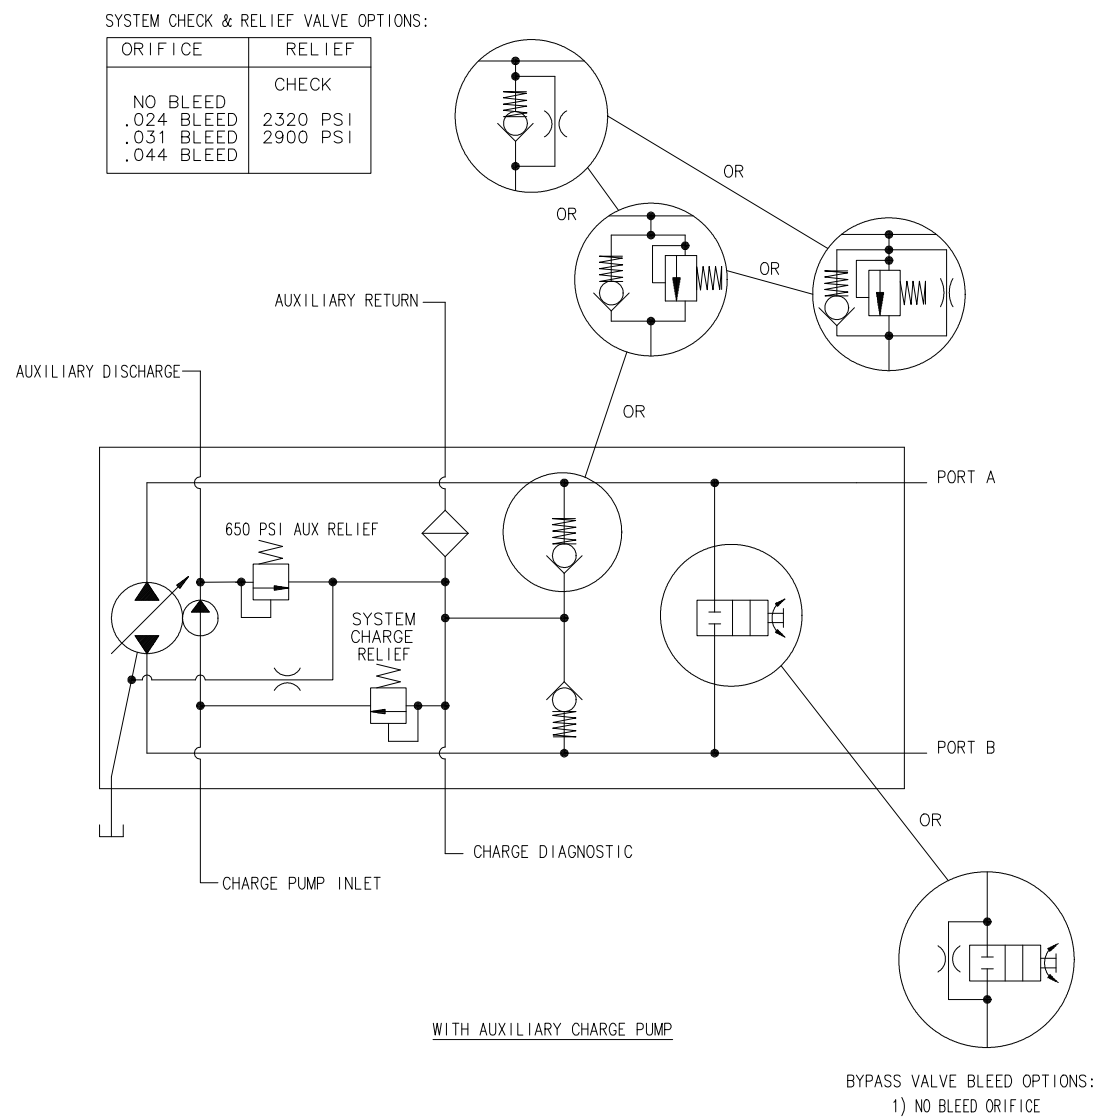 SYSTEM CHECK & RELIEF VALVE OPTIONS:
ORIFICE RELIEF
CHECK
NO BLEED
.024 BLEED 2320 PSI
.031 BLEED 2900 PSI
.044 BLEED
OR
OR
OR
AUXILIARY RETURN
AUXILIARY DISCHARGE
OR
PORT A
650 PSI AUX RELIEF
SYSTEM
CHARGE
RELIEF
PORT B
OR
CHARGE DIAGNOSTIC
CHARGE PUMP INLET
WITH AUXILIARY CHARGE PUMP
BYPASS VALVE BLEED OPTIONS:
1) NO BLEED ORIFICE